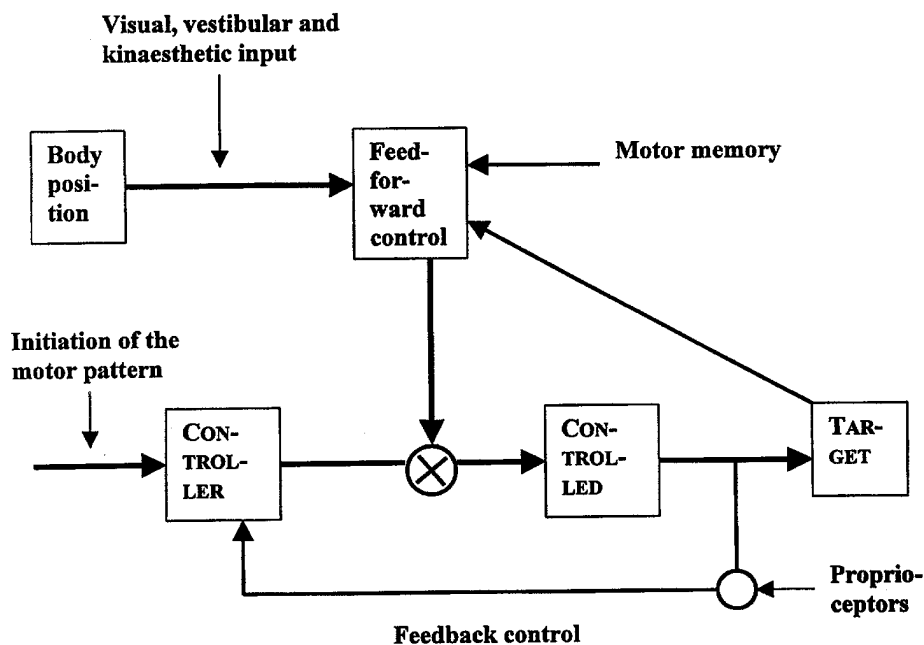 Visual, vestibular and
kinaesthetic input
Body
posi-
tion
Feed-
for-
ward
control
Motor memory
Initiation of the
motor pattern
CON-
TROL-
LER
CON-
TROL-
LED
TAR-
GET
Proprio-
ceptors
Feedback control